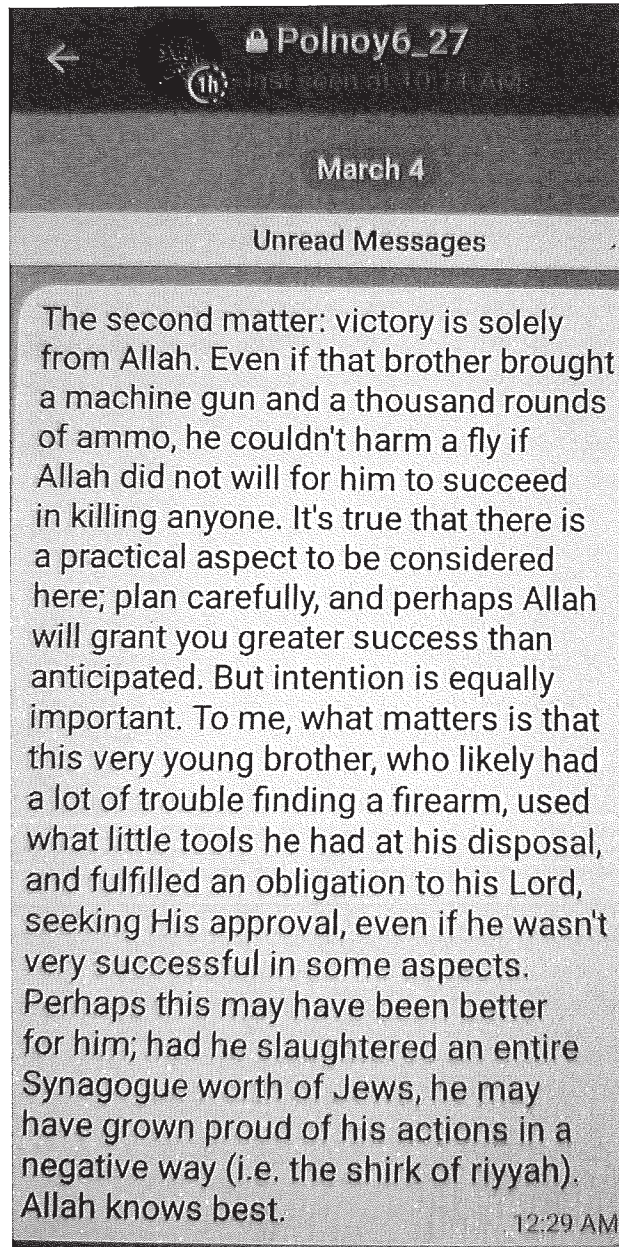 Polnoy6_27
1h
last seen at AM
March 4
Unread Messages
The second matter: victory is solely
from Allah. Even if that brother brought
a machine gun and a thousand rounds
of ammo, he couldn't harm a fly if
Allah did not will for him to succeed
in killing anyone. It's true that there is
a practical aspect to be considered
here; plan carefully, and perhaps Allah
will grant you greater success than
anticipated. But intention is equally
important. To me, what matters is that
this very young brother, who likely had
a lot of trouble finding a firearm, used
what little tools he had at his disposal,
and fulfilled an obligation to his Lord,
seeking His approval, even if he wasn't
very successful in some aspects.
Perhaps this may have been better
for him; had he slaughtered an entire
Synagogue worth of Jews, he may
have grown proud of his actions in a
negative way (i.e. the shirk of riyyah).
Allah knows best.
12:29 AM